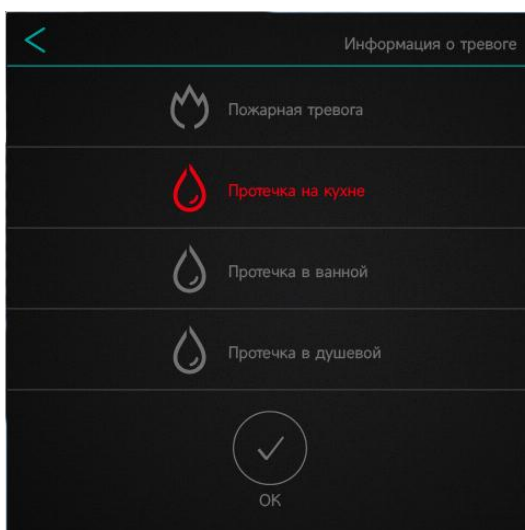 Информация о тревоге
Пожарная тревога
Протечка на кухне
Протечка в ванной
Протечка в душевой
OK